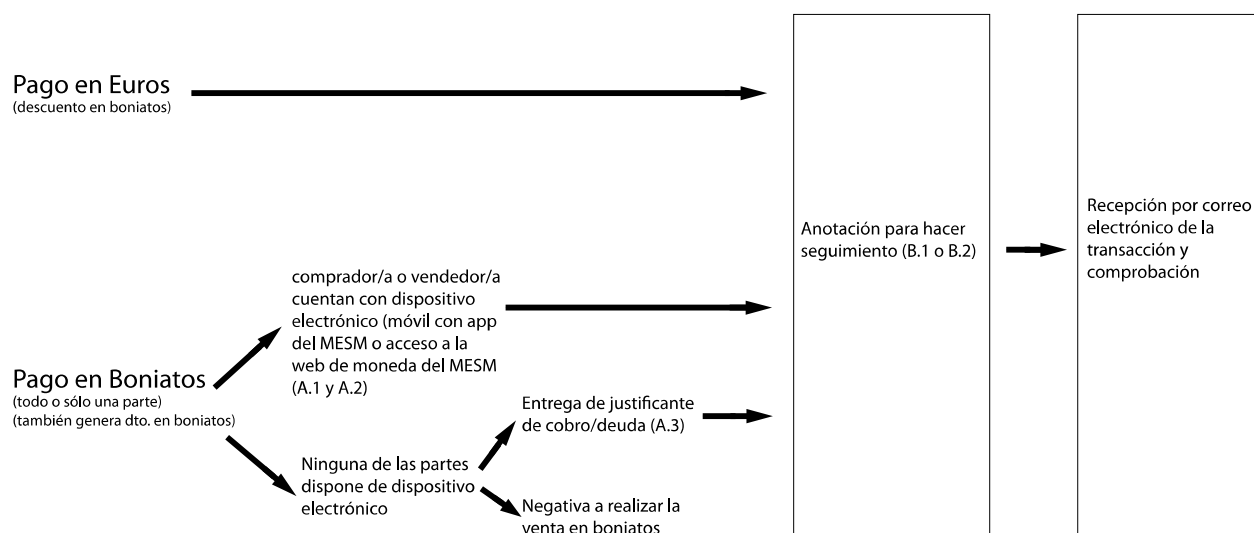 Pago en Euros
(descuento en boniatos)
Pago en Boniatos
(todo o sólo una parte)
(también genera dto. en boniatos)
comprador/a o vendedor/a
cuentan con dispositivo
electrónico (móvil con app
del MESM o acceso a la
web de moneda del MESM
(A.1 y A.2)
Ninguna de las partes
dispone de dispositivo
electrónico
Entrega de justificante
de cobro/deuda (A.3)
Negativa a realizar la
venta en boniatos
Anotación para hacer
seguimiento (B.1 o B.2)
Recepción por correo
electrónico de la
transacción y
comprobación